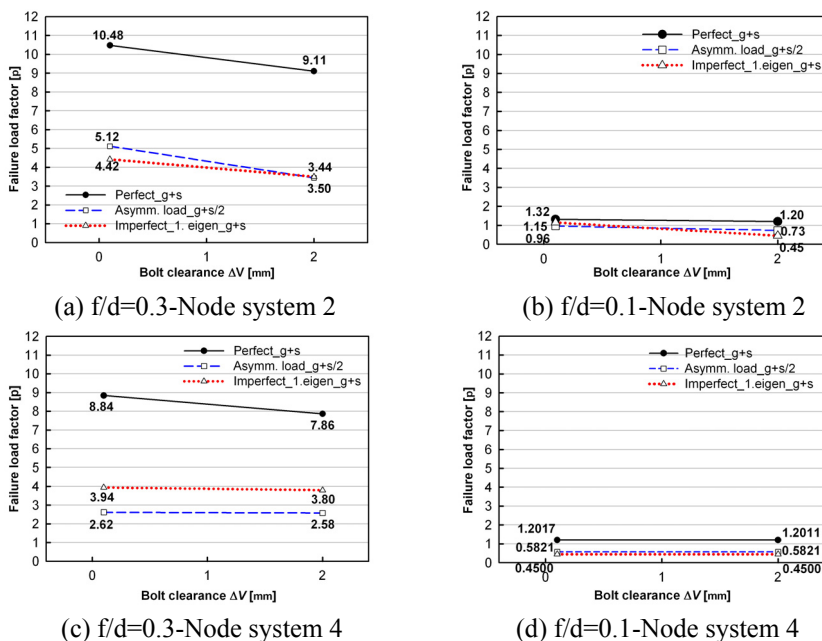 12
11
10
9
8
7
6
5
4
3
2
1
0
Failure load factor [p]
10.48
9.11
5.12
4.42
3.44
3.50
Perfect_g+s
Asymm. load_g+s/2
Imperfect_1. eigen_g+s
0 1 2
Bolt clearance ΔV [mm]
(a) f/d=0.3-Node system 2
12
11
10
9
8
7
6
5
4
3
2
1
0
Failure load factor [p]
Perfect_g+s
Asymm. load_g+s/2
Imperfect_1.eigen_g+s
1.32
1.15
0.96
1.20
0.73
0.45
0 1 2
Bolt clearance ΔV [mm]
(b) f/d=0.1-Node system 2
12
11
10
9
8
7
6
5
4
3
2
1
0
Failure load factor [p]
Perfect_g+s
Asymm. load_g+s/2
Imperfect_1.eigen_g+s
8.84
7.86
3.94
3.80
2.62
2.58
0 1 2
Bolt clearance ΔV [mm]
(c) f/d=0.3-Node system 4
12
11
10
9
8
7
6
5
4
3
2
1
0
Failure load factor [p]
Perfect_g+s
Asymm. load_g+s/2
Imperfect_1.eigen_g+s
1.2017
0.5821
0.4500
1.2011
0.5821
0.4500
0 1 2
Bolt clearance ΔV [mm]
(d) f/d=0.1-Node system 4